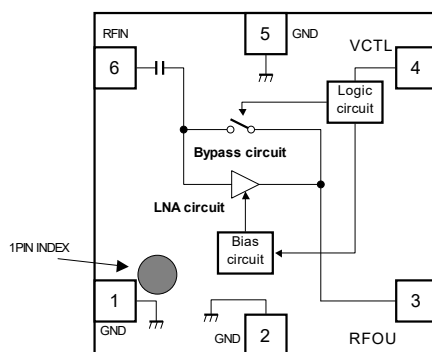 RFIN
5
GND
VCTL
6
4
Logic
circuit
Bypass circuit
LNA circuit
1PIN INDEX
Bias
circuit
1
3
GND
GND
2
RFOU